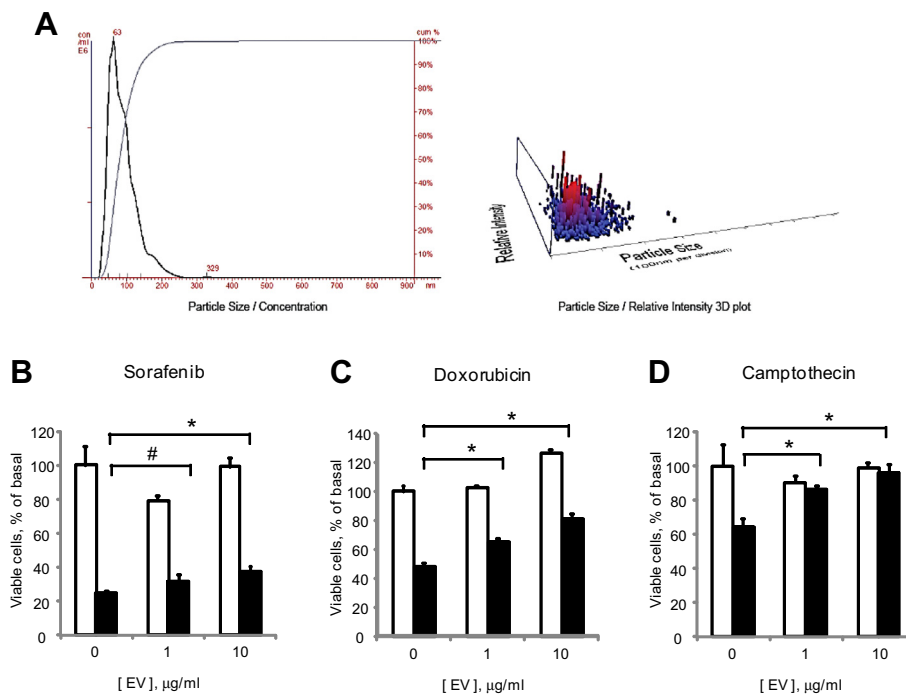 A
con
/ml
E6
63
cum %
100%
90%
80%
70%
60%
50%
40%
30%
20%
10%
329
0 100 200 300 400 500 600 700 800 900 nm
Particle Size / Concentration
Relative Intensity
Particle Size
(100nm per division)
Particle Size / Relative Intensity 3D plot
B
Sorafenib
Viable cells, % of basal
120
100
80
60
40
20
0
*
#
0 1 10
[ EV ], μg/ml
C
Doxorubicin
Viable cells, % of basal
140
120
100
80
60
40
20
0
*
*
0 1 10
[ EV ], μg/ml
D
Camptothecin
Viable cells, % of basal
120
100
80
60
40
20
0
*
*
0 1 10
[ EV ], μg/ml